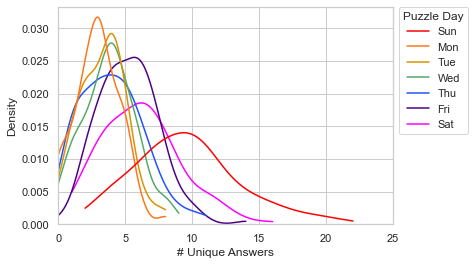 Puzzle Day
Sun
Mon
Tue
Wed
Thu
Fri
Sat
0.030
0.025
0.020
0.015
0.010
0.005
0.000
Density
0 5 10 15 20 25
# Unique Answers